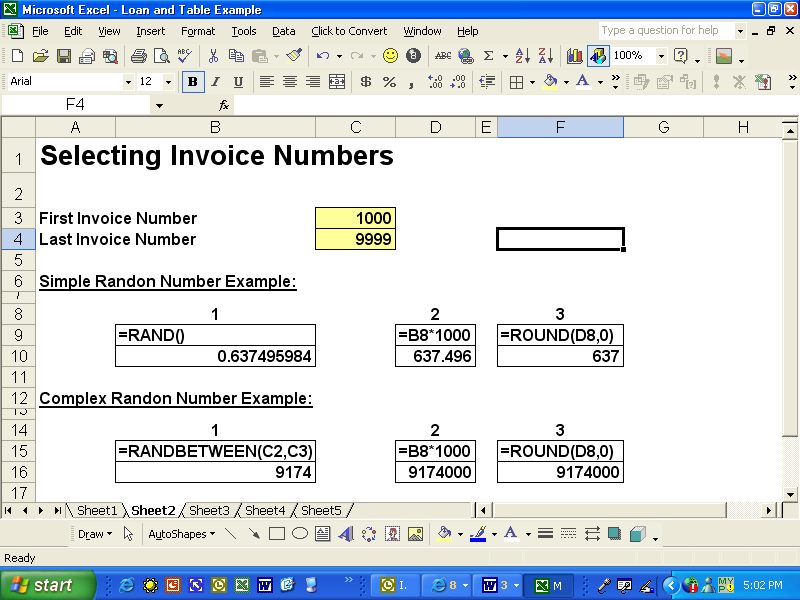 Microsoft Excel - Loan and Table Example
File Edit View Insert Format Tools Data Click to Convert Window Help Type a question for help
100%
Arial 12 B I U $ % ,
F4 fx
A B C D E F G H
1 Selecting Invoice Numbers
2
3 First Invoice Number 1000
4 Last Invoice Number 9999
5
6 Simple Randon Number Example:
7
8 1 2 3
9 =RAND() =B8*1000 =ROUND(D8,0)
10 0.637495984 637.496 637
11
12 Complex Randon Number Example:
13
14 1 2 3
15 =RANDBETWEEN(C2,C3) =B8*1000 =ROUND(D8,0)
16 9174 9174000 9174000
17
Sheet1 Sheet2 Sheet3 Sheet4 Sheet5
Draw AutoShapes
Ready
start I. 8 3 M 5:02 PM